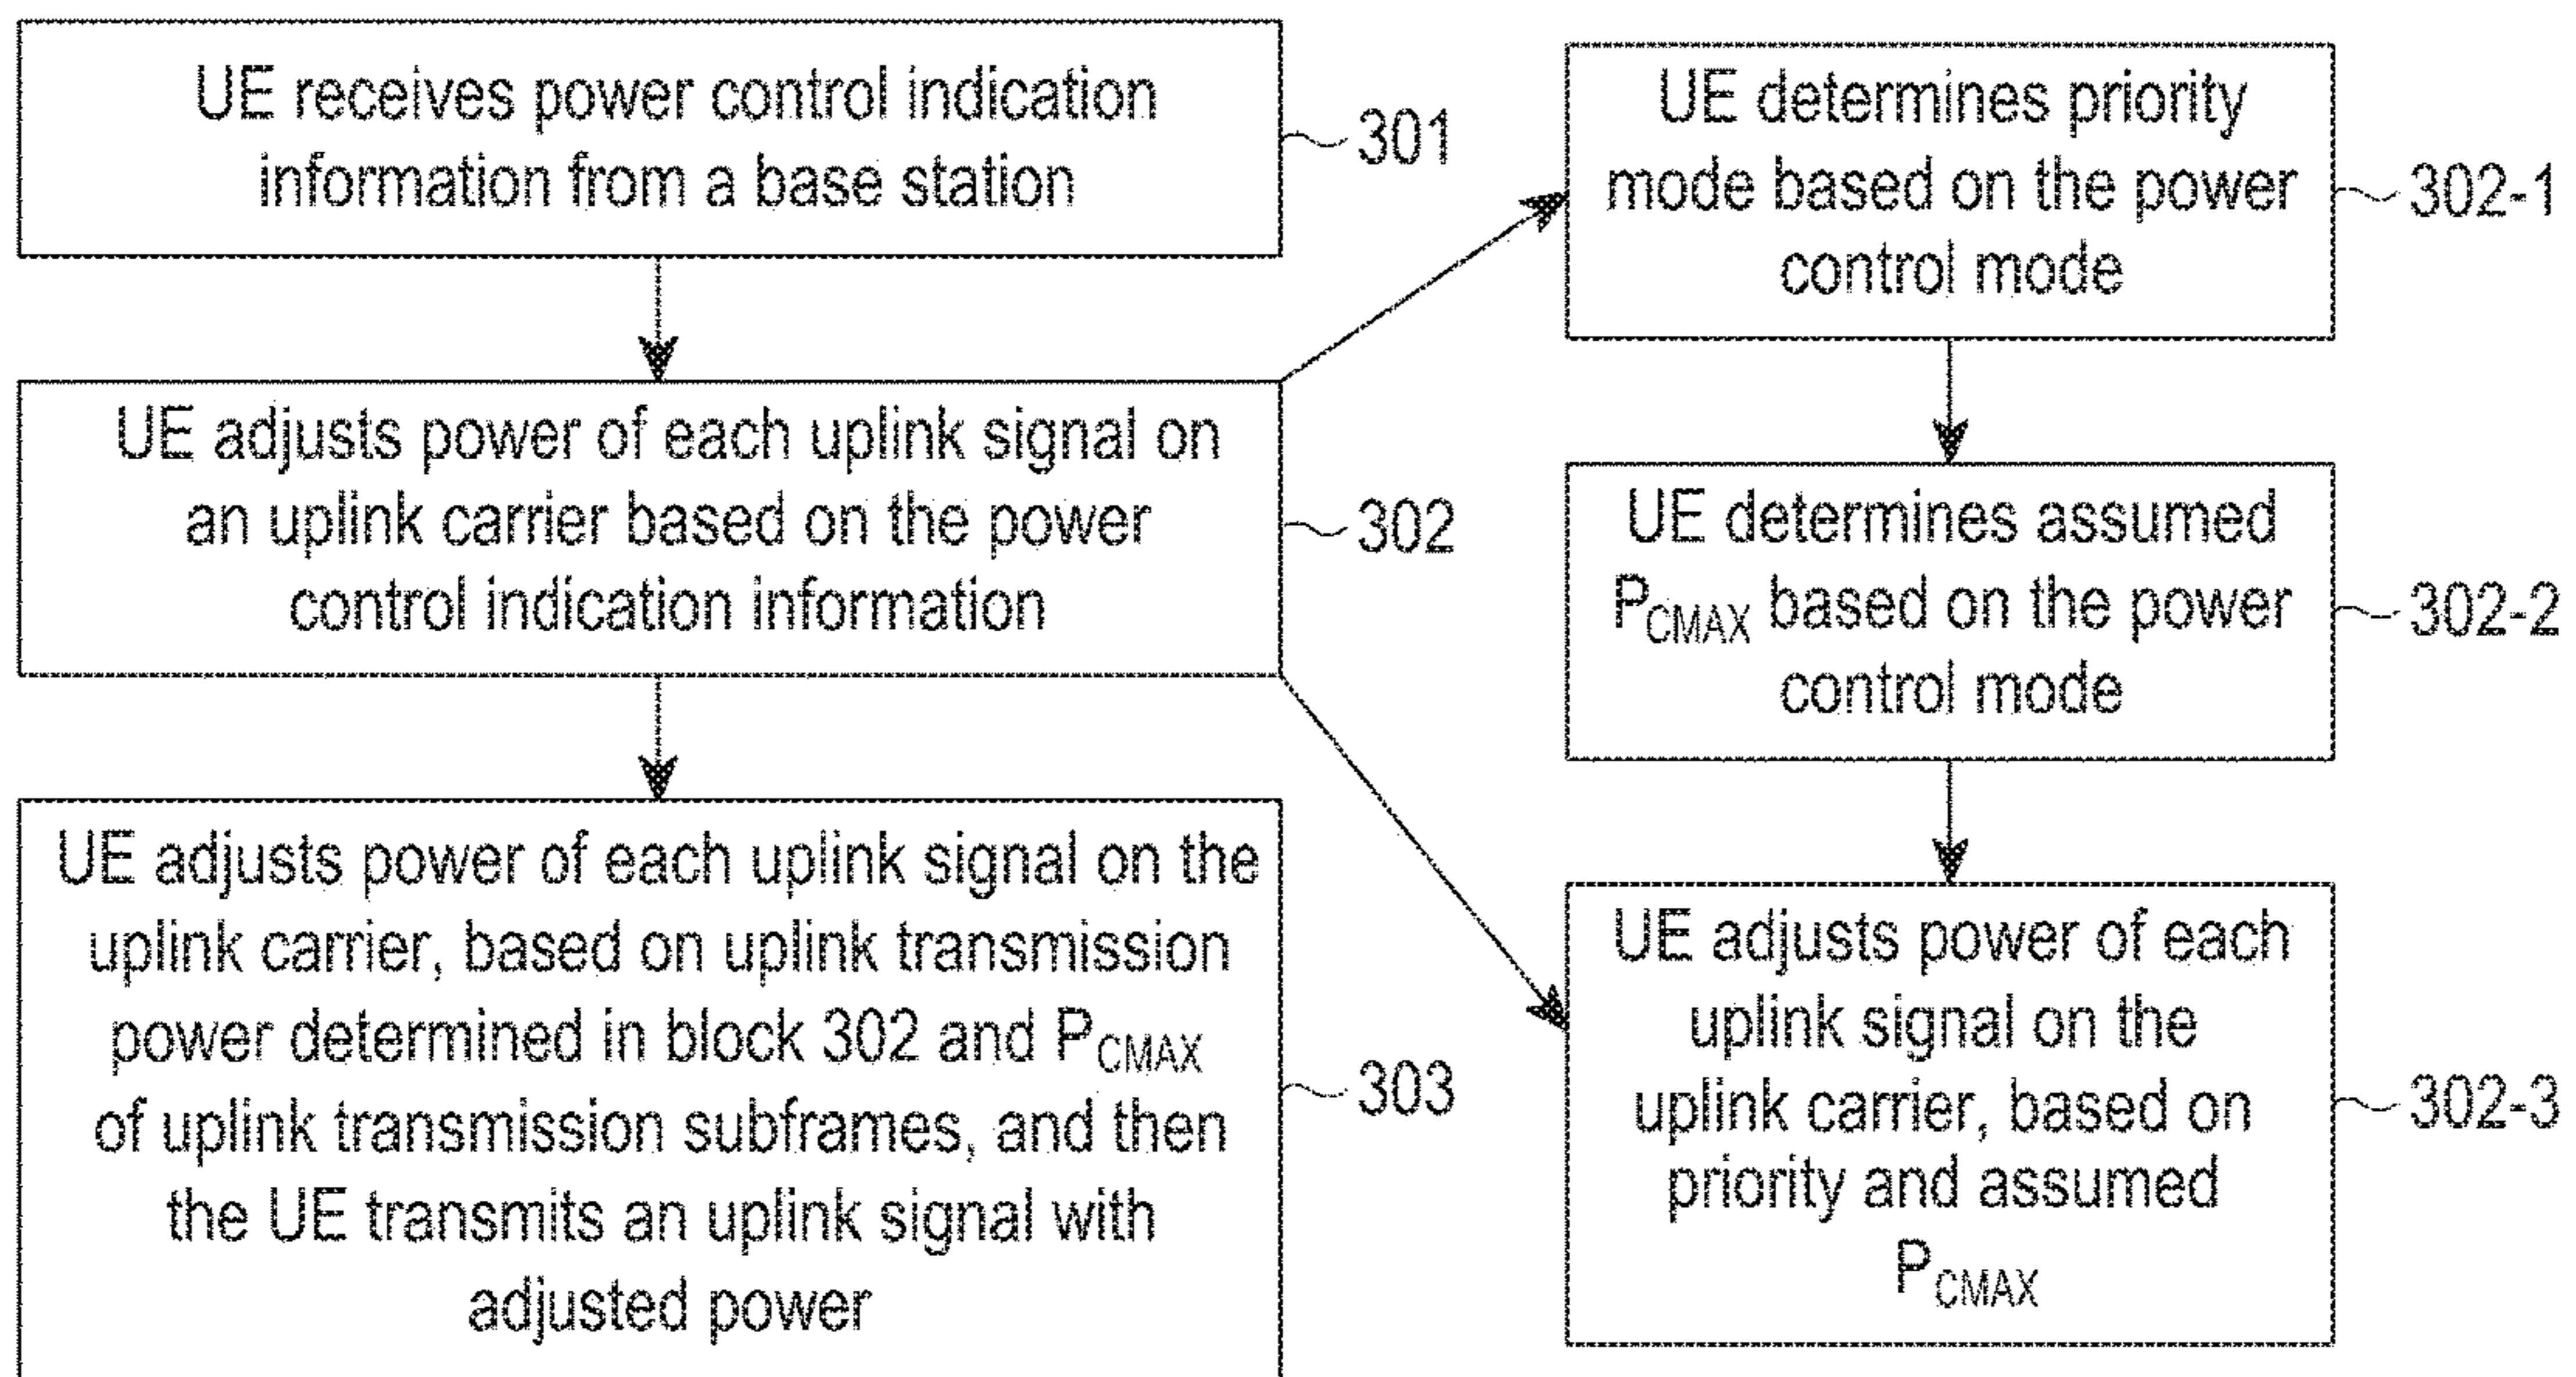 UE receives power control indication
information from a base station
301
UE adjusts power of each uplink signal on
an uplink carrier based on the power
control indication information
302
UE adjusts power of each uplink signal on the
uplink carrier, based on uplink transmission
power determined in block 302 and PCMAX
of uplink transmission subframes, and then
the UE transmits an uplink signal with
adjusted power
303
UE determines priority
mode based on the power
control mode
302-1
UE determines assumed
PCMAX based on the power
control mode
302-2
UE adjusts power of each
uplink signal on the
uplink carrier, based on
priority and assumed
PCMAX
302-3